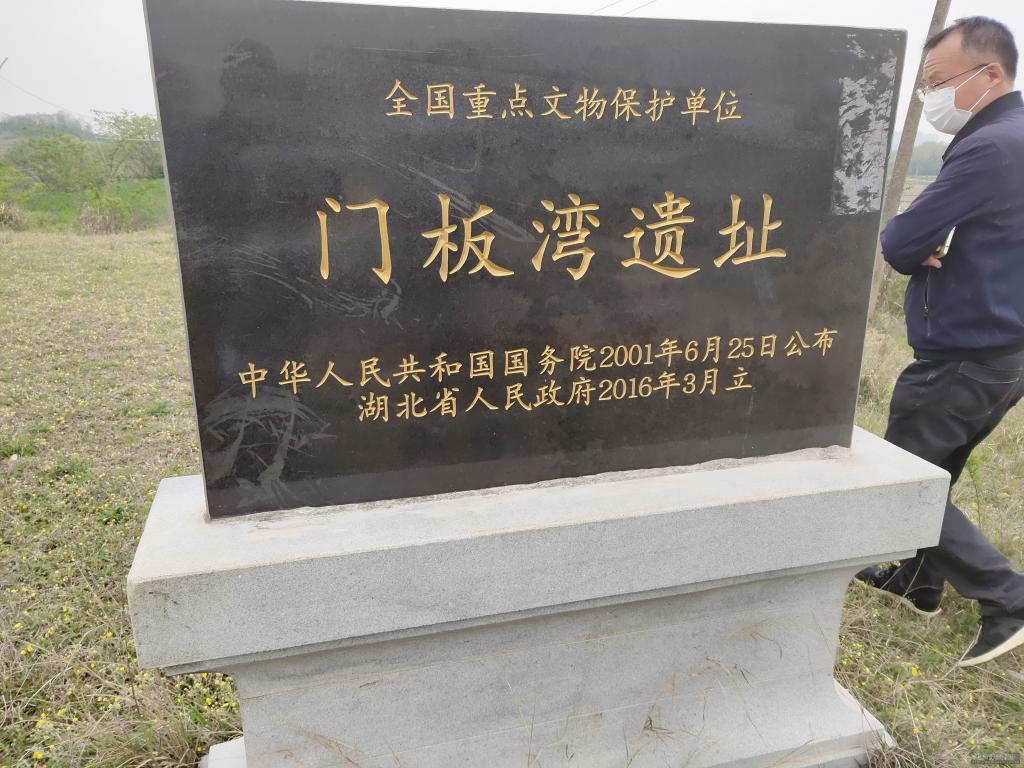 全国重点文物保护单位
门板湾遗址
中华人民共和国国务院2001年6月25日公布
湖北省人民政府2016年3月立